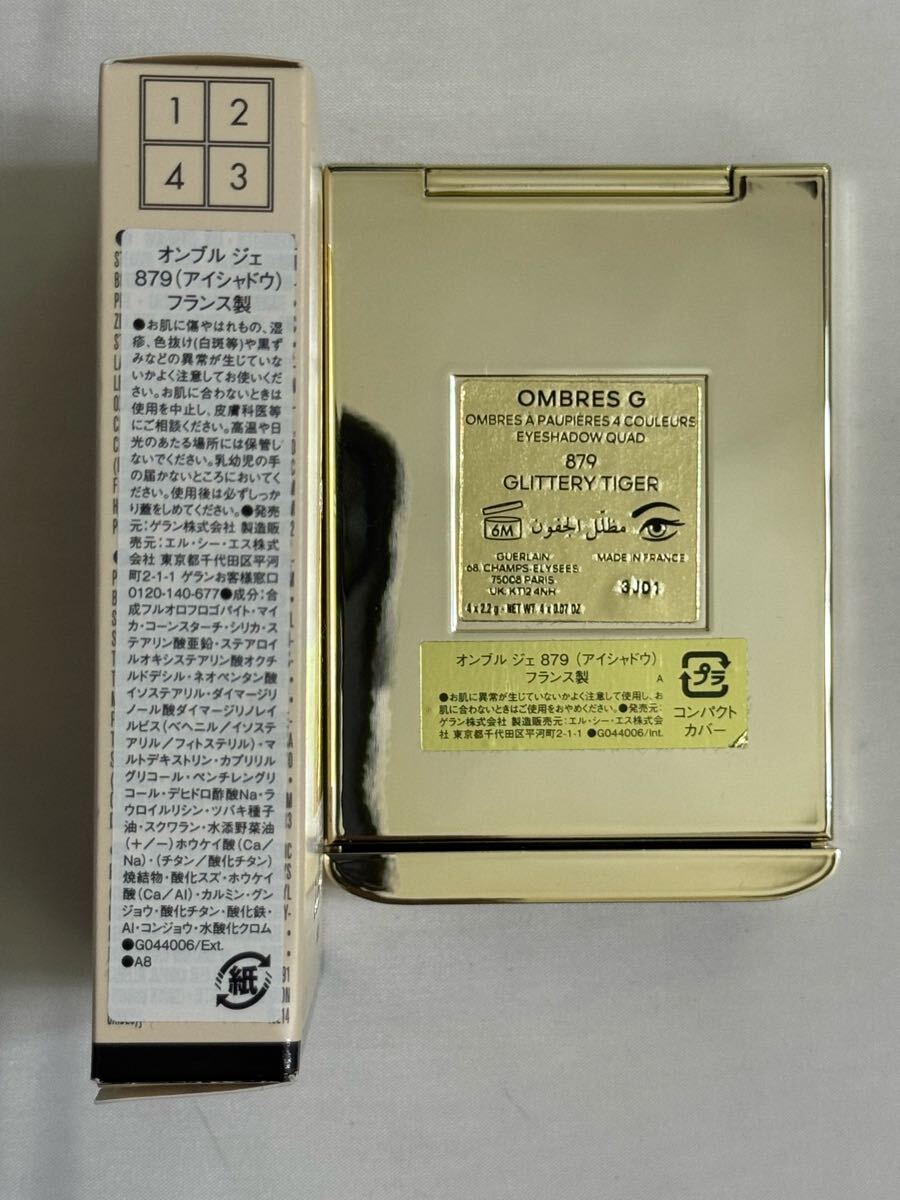 1
2
4
3
オンブル ジェ
879(アイシャドウ)
フランス製
●お肌に傷やはれもの、湿
疹、色抜け(白斑等)や黒ず
みなどの異常が生じていな
いかよく注意してお使いくだ
さい。お肌に合わないときは
使用を中止し、皮膚科医等
にご相談ください。高温や日
光のあたる場所には保管し
ないでください。乳幼児の手
の届かないところにおいてく
ださい。使用後は必ずしっか
り蓋をしめてください。●発売
元:ゲラン株式会社 製造販
売元:エル・シー・エス株式
会社 東京都千代田区平河
町2-1-1 ゲランお客様窓口
0120-140-677●成分:合
成フルオロフロゴパイト・マイ
カ・コーンスターチ・シリカ・ス
テアリン酸亜鉛・ステアロイ
ルオキシステアリン酸オクチ
ルドデシル・ネオペンタン酸
イソステアリル・ダイマージリ
ノール酸ダイマージリノレイ
ルビス(ベヘニル/イソステ
アリル/フィトステリル)・マ
ルトデキストリン・カプリリル
グリコール・ペンチレングリ
コール・デヒドロ酢酸Na・ラ
ウロイルリシン・ツバキ種子
油・スクワラン・水添野菜油
(+/-)ホウケイ酸(Ca/
Na)・(チタン/酸化チタン)
焼結物・酸化スズ・ホウケイ
酸(Ca/Al)・カルミン・グン
ジョウ・酸化チタン・酸化鉄・
Al・コンジョウ・水酸化クロム
●G044006/Ext.
●A8
紙
OMBRES G
OMBRES À PAUPIÈRES 4 COULEURS
EYESHADOW QUAD
879
GLITTERY TIGER
6M
مظلّل الجفون
GUERLAIN
68, CHAMPS-ELYSEES
75008 PARIS
UK, KT12 4NH
MADE IN FRANCE
3J01
4 x 2.2 g - NET WT. 4 x 0.07 OZ
オンブル ジェ 879 (アイシャドウ)
フランス製
A
●お肌に異常が生じていないかよく注意して使用し、お
肌に合わないときはご使用をおやめください。●発売元:
ゲラン株式会社 製造販売元:エル・シー・エス株式会
社 東京都千代田区平河町2-1-1 ●G044006/Int.
プラ
コンパクト
カバー